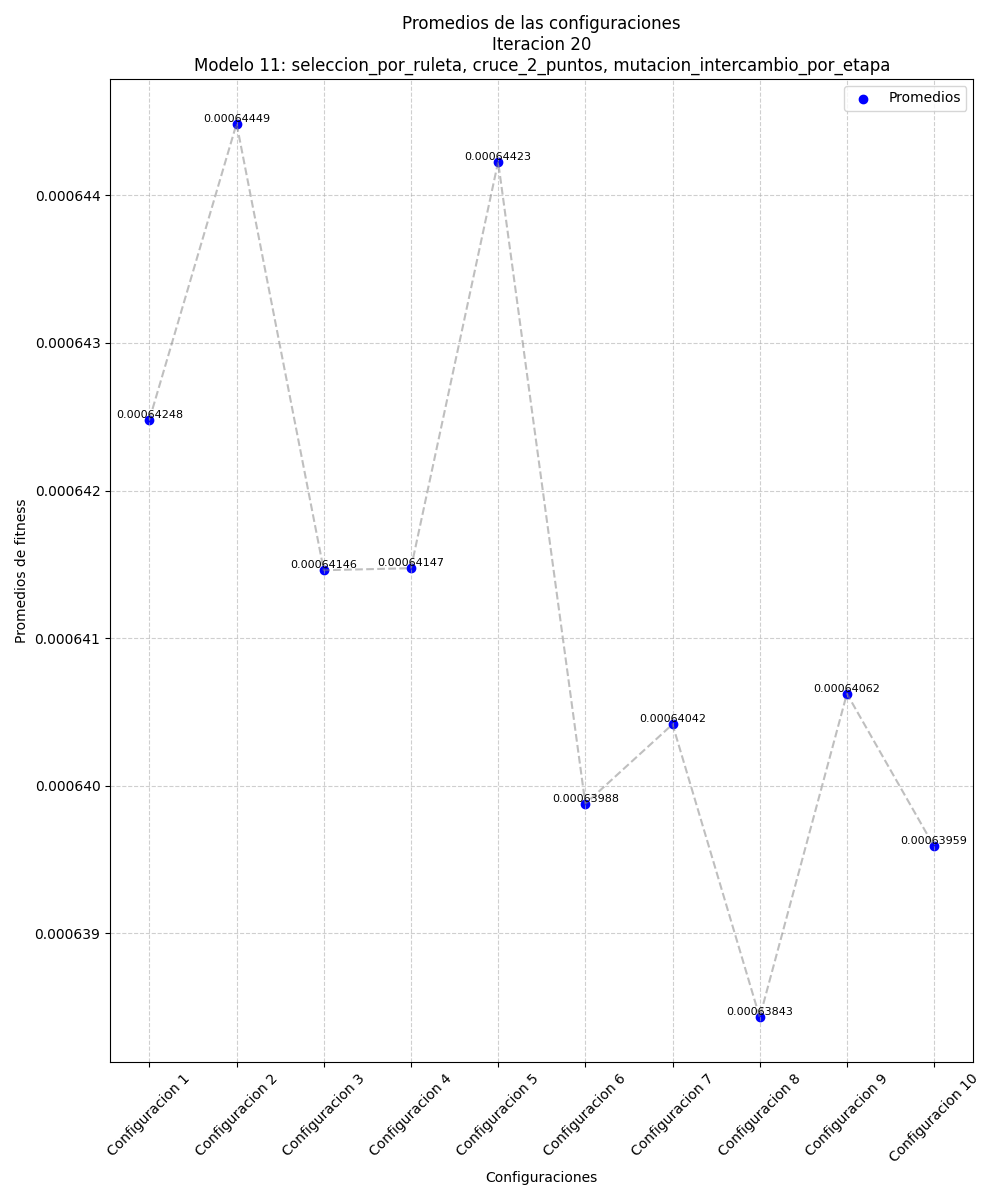 Promedios de las configuraciones
Iteracion 20
Modelo 11: seleccion_por_ruleta, cruce_2_puntos, mutacion_intercambio_por_etapa
Promedios
0.00064449
0.00064423
0.00064248
0.00064146
0.00064147
0.00063988
0.00064042
0.00063843
0.00064062
0.00063959
0.000644
0.000643
0.000642
0.000641
0.000640
0.000639
Promedios de fitness
Configuracion 1
Configuracion 2
Configuracion 3
Configuracion 4
Configuracion 5
Configuracion 6
Configuracion 7
Configuracion 8
Configuracion 9
Configuracion 10
Configuraciones